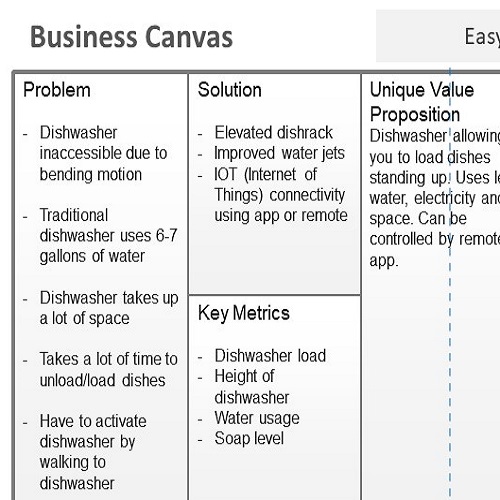 Business Canvas
Easy
Problem
- Dishwasher
inaccessible due to
bending motion
- Traditional
dishwasher uses 6-7
gallons of water
- Dishwasher takes up
a lot of space
- Takes a lot of time to
unload/load dishes
- Have to activate
dishwasher by
walking to
dishwasher
Solution
- Elevated dishrack
- Improved water jets
- IOT (Internet of
Things) connectivity
using app or remote
Key Metrics
- Dishwasher load
- Height of
dishwasher
- Water usage
- Soap level
Unique Value
Proposition
Dishwasher allowing
you to load dishes
standing up. Uses
water, electricity and
space. Can be
controlled by remote
app.